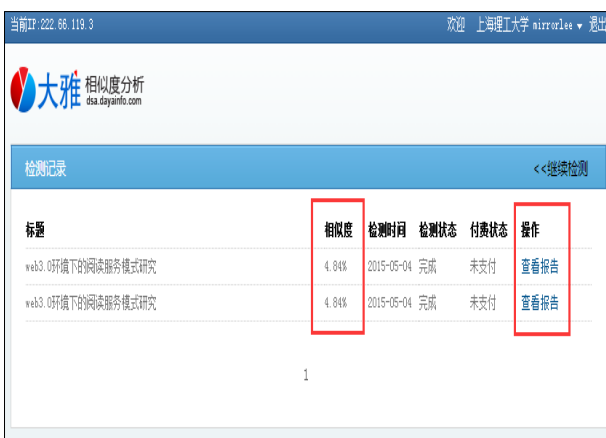 当前IP:222.66.119.3 欢迎 上海理工大学 mirrorlee 退出
大雅 相似度分析
dsa.dayainfo.com
检测记录 <<继续检测
标题 相似度 检测时间 检测状态 付费状态 操作
web3.0环境下的阅读服务模式研究 4.84% 2015-05-04 完成 未支付 查看报告
web3.0环境下的阅读服务模式研究 4.84% 2015-05-04 完成 未支付 查看报告
1